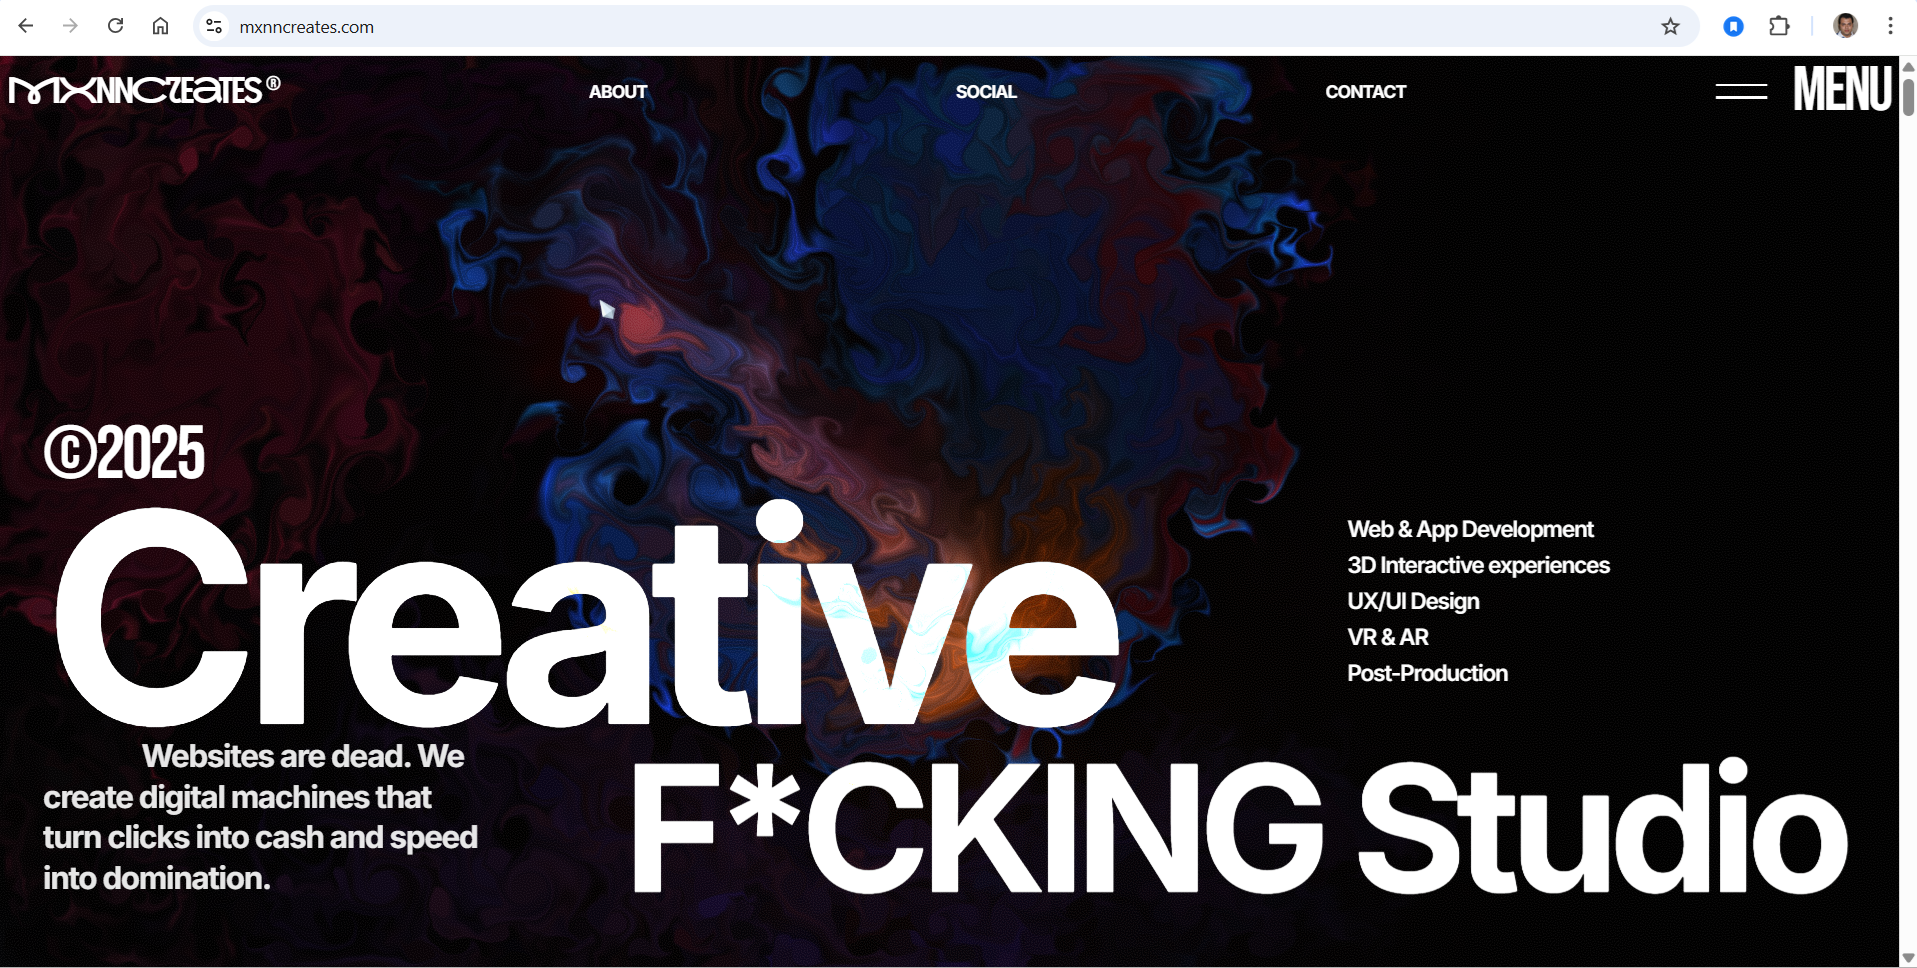 mxnncreates.com
MXNNCREATES ®
ABOUT
SOCIAL
CONTACT
MENU
©2025
Creative
Web & App Development
3D Interactive experiences
UX/UI Design
VR & AR
Post-Production
Websites are dead. We
create digital machines that
turn clicks into cash and speed
into domination.
F*CKING Studio